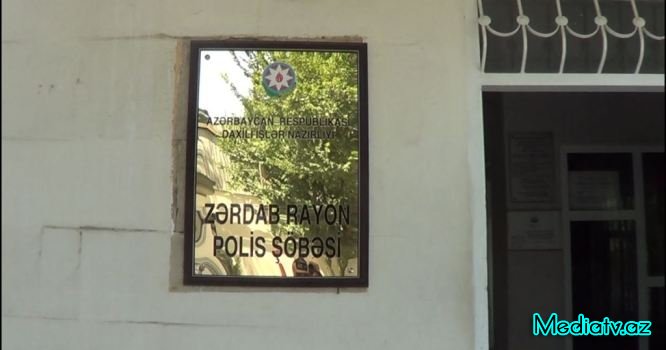 AZƏRBAYCAN RESPUBLİKASI
DAXİLİ İŞLƏR NAZİRLİYİ
ZƏRDAB RAYON
POLİS ŞÖBƏSİ
Mediatv.az